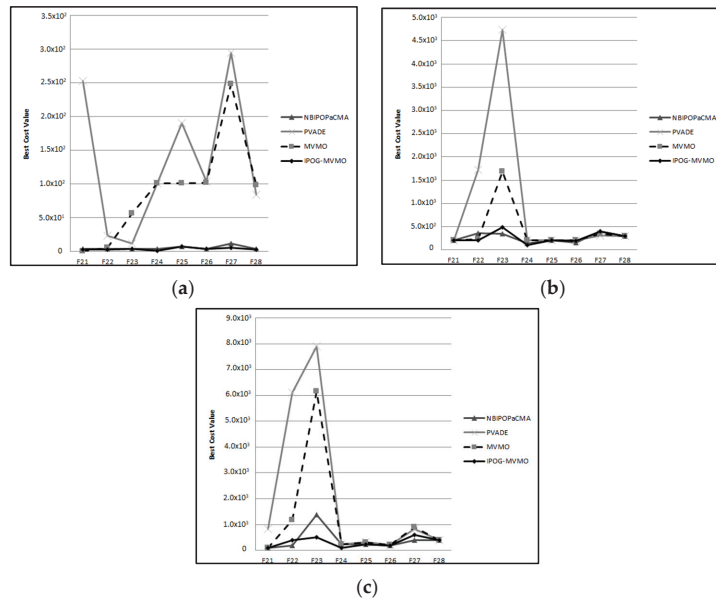 3.5x10²
3.0x10²
2.5x10²
2.0x10²
1.5x10²
1.0x10²
5.0x10¹
0
Best Cost Value
F21 F22 F23 F24 F25 F26 F27 F28
NBIPOPaCMA
PVADE
MVMO
IPOG-MVMO
(a)
5.0x10³
4.5x10³
4.0x10³
3.5x10³
3.0x10³
2.5x10³
2.0x10³
1.5x10³
1.0x10³
5.0x10²
0
Best Cost Value
F21 F22 F23 F24 F25 F26 F27 F28
NBIPOPaCMA
PVADE
MVMO
IPOG-MVMO
(b)
9.0x10³
8.0x10³
7.0x10³
6.0x10³
5.0x10³
4.0x10³
3.0x10³
2.0x10³
1.0x10³
0
Best Cost Value
F21 F22 F23 F24 F25 F26 F27 F28
NBIPOPaCMA
PVADE
MVMO
IPOG-MVMO
(c)